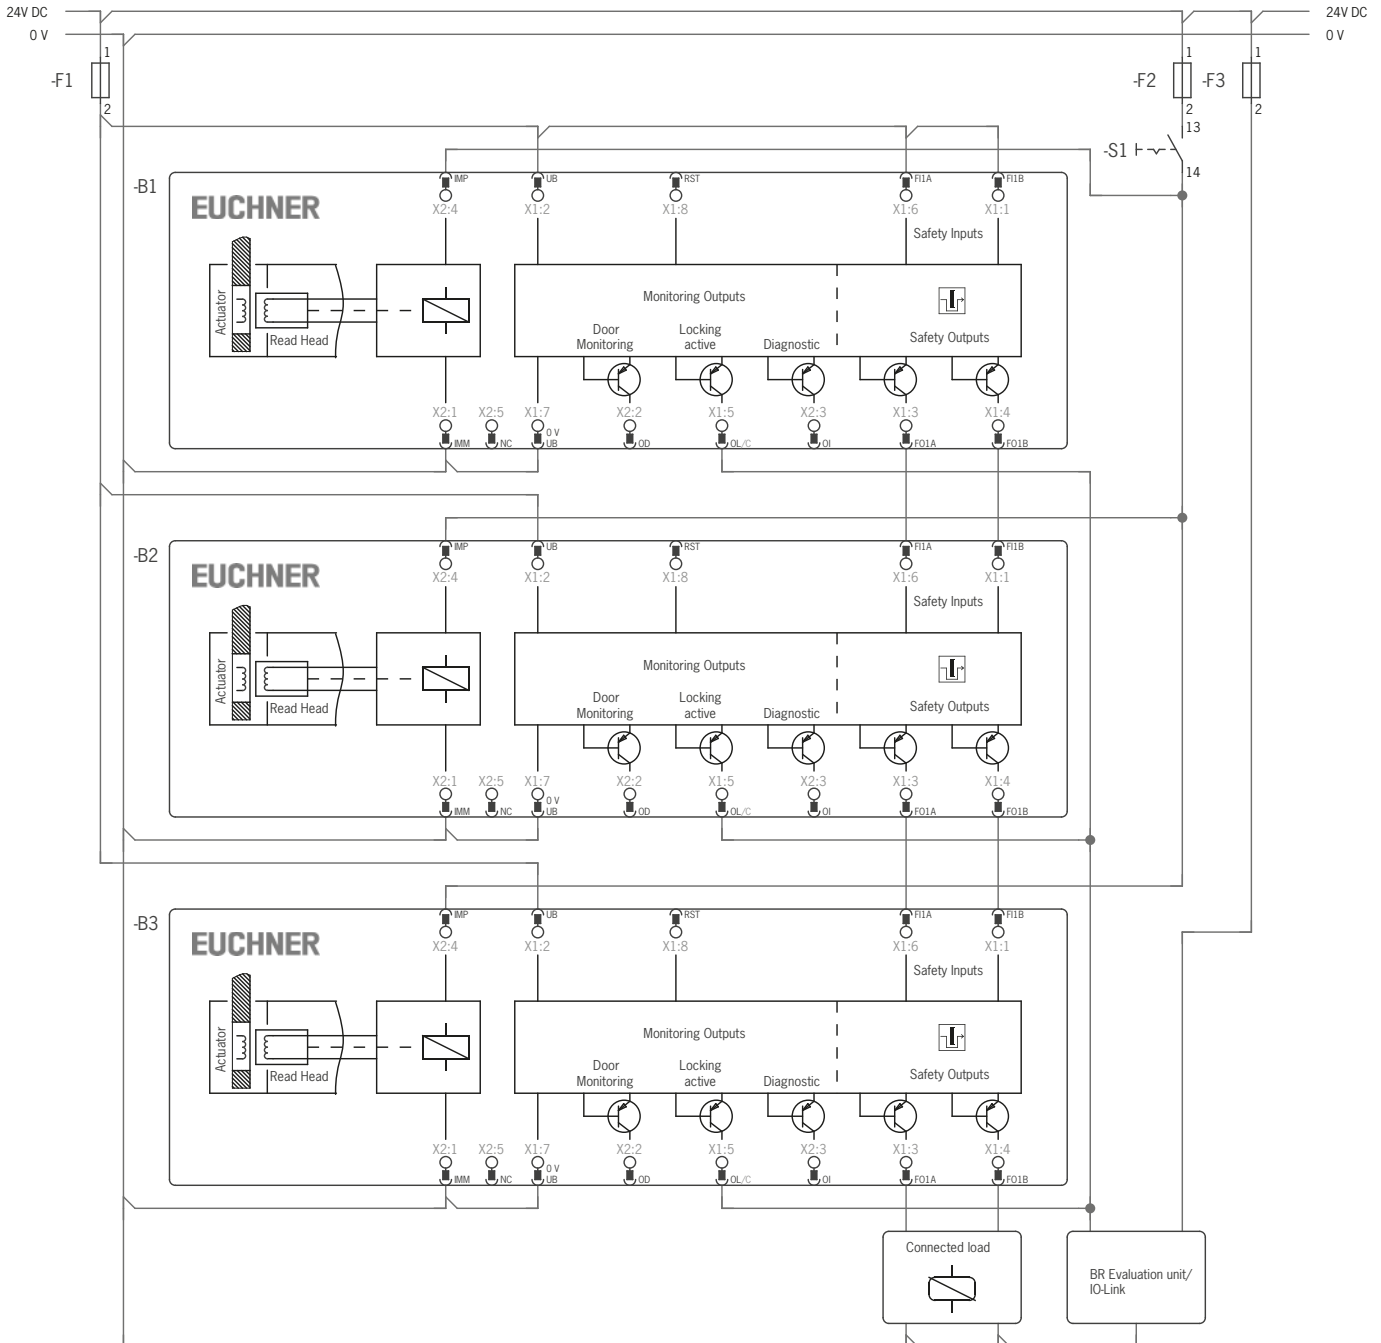 24V DC
24V DC
0 V
0 V
1
1
1
-F1
-F2
-F3
2
2
2
13
-S1
14
-B1
IMP
UB
RST
FI1A
FI1B
EUCHNER
X2:4
X1:2
X1:8
X1:6
X1:1
Safety Inputs
Actuator
Read Head
Monitoring Outputs
Door
Monitoring
Locking
active
Diagnostic
Safety Outputs
X2:1
X2:5
X1:7
X2:2
X1:5
X2:3
X1:3
X1:4
0 V
IMM
NC
UB
OD
OL/C
OI
FO1A
FO1B
-B2
IMP
UB
RST
FI1A
FI1B
EUCHNER
X2:4
X1:2
X1:8
X1:6
X1:1
Safety Inputs
Actuator
Read Head
Monitoring Outputs
Door
Monitoring
Locking
active
Diagnostic
Safety Outputs
X2:1
X2:5
X1:7
X2:2
X1:5
X2:3
X1:3
X1:4
0 V
IMM
NC
UB
OD
OL/C
OI
FO1A
FO1B
-B3
IMP
UB
RST
FI1A
FI1B
EUCHNER
X2:4
X1:2
X1:8
X1:6
X1:1
Safety Inputs
Actuator
Read Head
Monitoring Outputs
Door
Monitoring
Locking
active
Diagnostic
Safety Outputs
X2:1
X2:5
X1:7
X2:2
X1:5
X2:3
X1:3
X1:4
0 V
IMM
NC
UB
OD
OL/C
OI
FO1A
FO1B
Connected load
BR Evaluation unit/
IO-Link